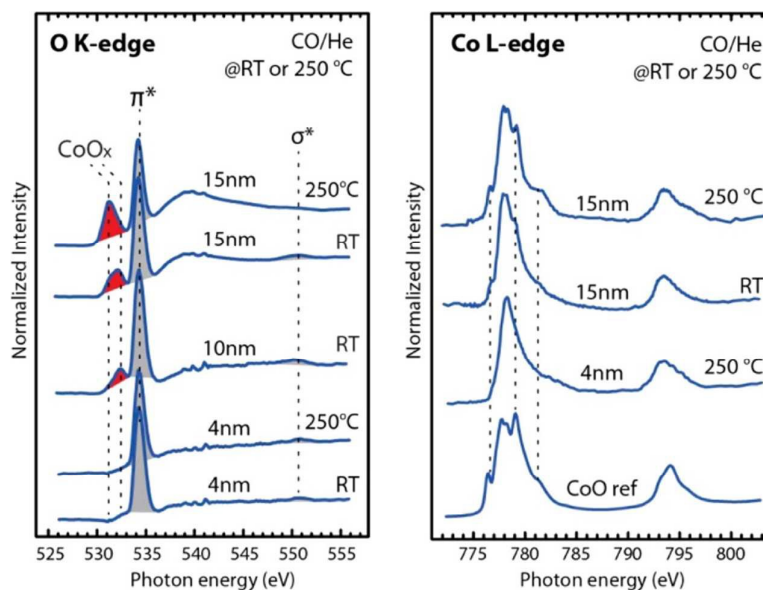 O K-edge
CO/He
@RT or 250 °C
π*
CoOx
σ*
15nm
250°C
15nm
RT
10nm
RT
4nm
250°C
4nm
RT
Normalized Intensity
525 530 535 540 545 550 555
Photon energy (eV)
Co L-edge
CO/He
@RT or 250 °C
15nm
250 °C
15nm
RT
4nm
250 °C
CoO ref
Normalized Intensity
775 780 785 790 795 800
Photon energy (eV)